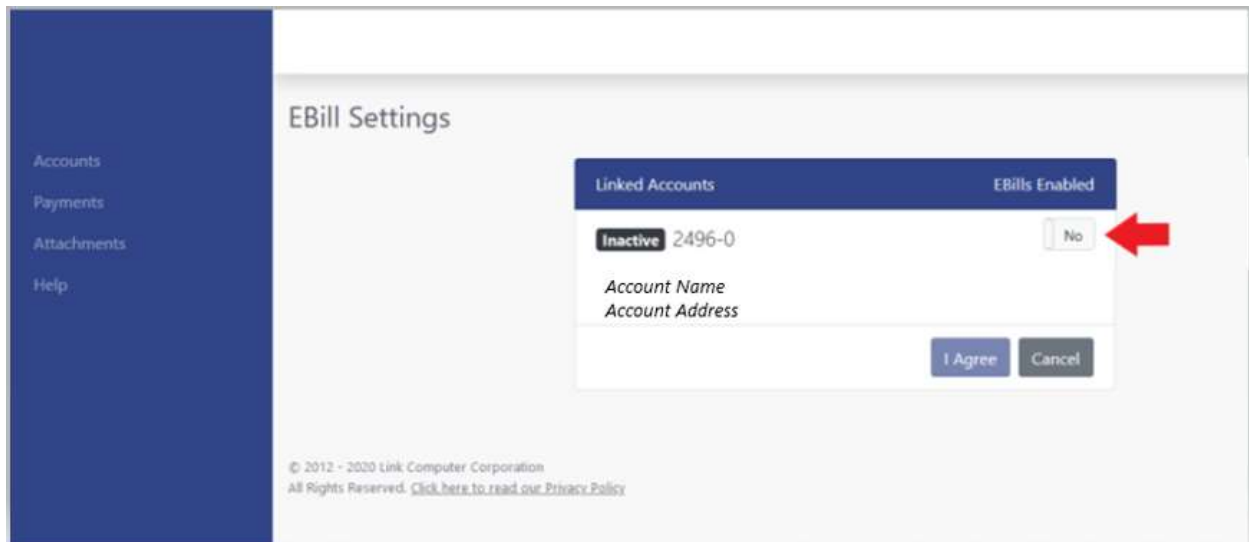 Accounts
Payments
Attachments
Help
EBill Settings
Linked Accounts EBills Enabled
Inactive 2496-0 No
Account Name
Account Address
I Agree Cancel
© 2012 - 2020 Link Computer Corporation
All Rights Reserved. Click here to read our Privacy Policy